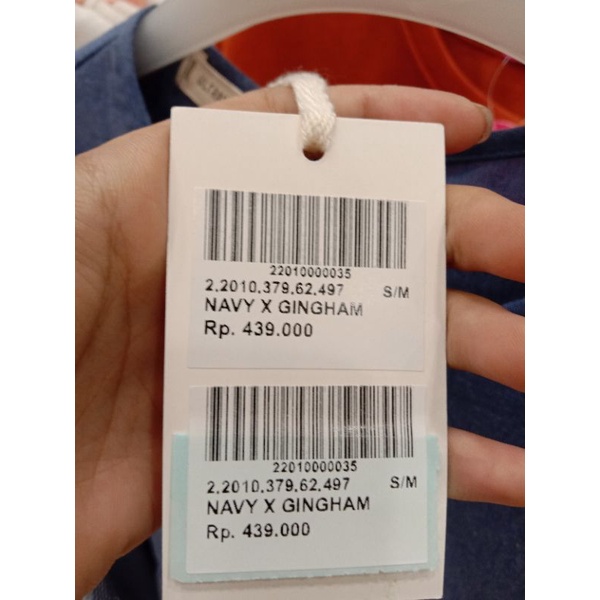 22010000035
2.2010.379.62.497 S/M
NAVY X GINGHAM
Rp. 439.000
22010000035
2.2010.379.62.497 S/M
NAVY X GINGHAM
Rp. 439.000